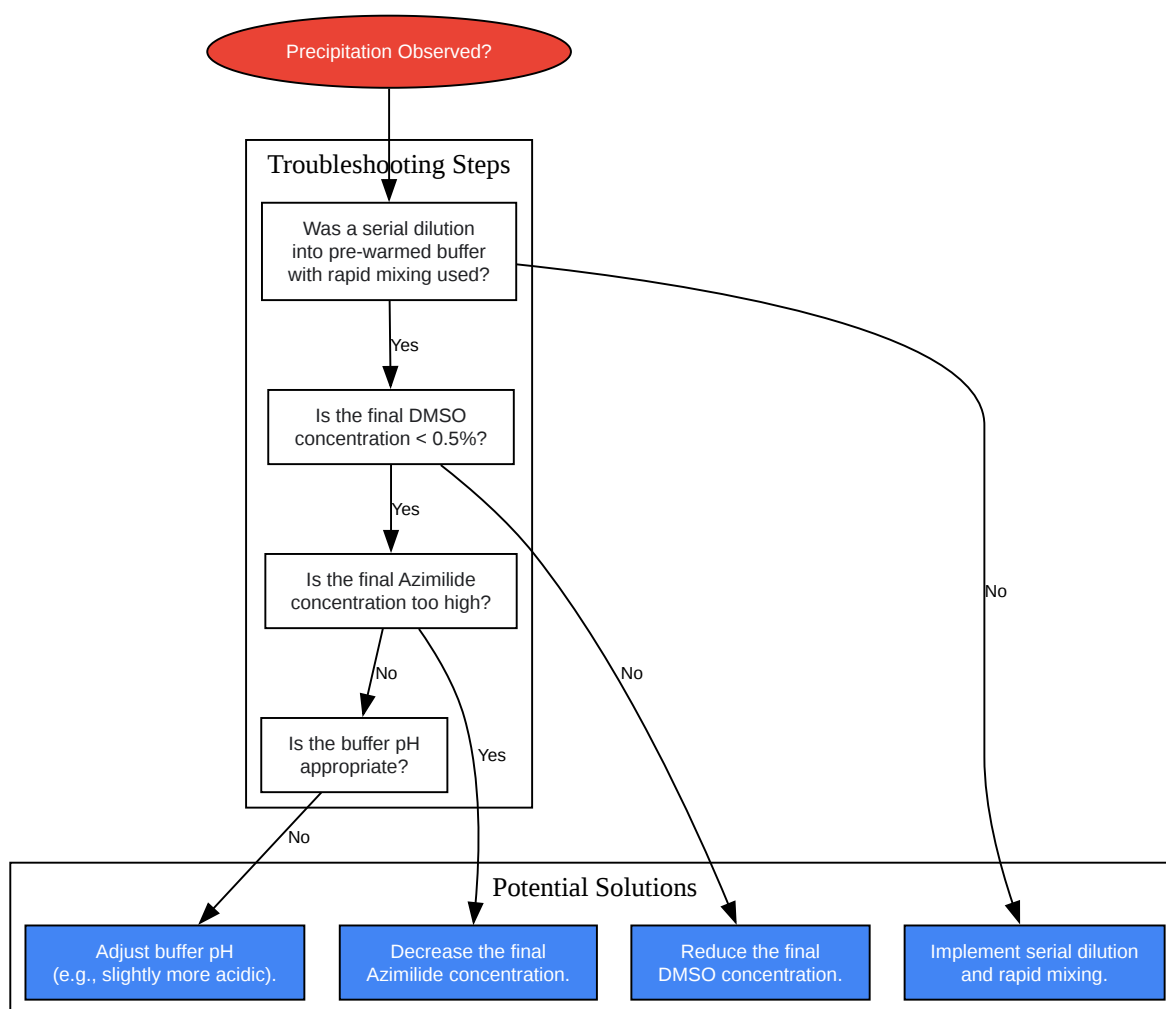 Precipitation Observed?
Troubleshooting Steps
Was a serial dilution
into pre-warmed buffer
with rapid mixing used?
Yes
Is the final DMSO
concentration < 0.5%?
Yes
Is the final Azimilide
concentration too high?
No
No
No
Is the buffer pH
appropriate?
Yes
No
Potential Solutions
Adjust buffer pH
(e.g., slightly more acidic).
Decrease the final
Azimilide concentration.
Reduce the final
DMSO concentration.
Implement serial dilution
and rapid mixing.